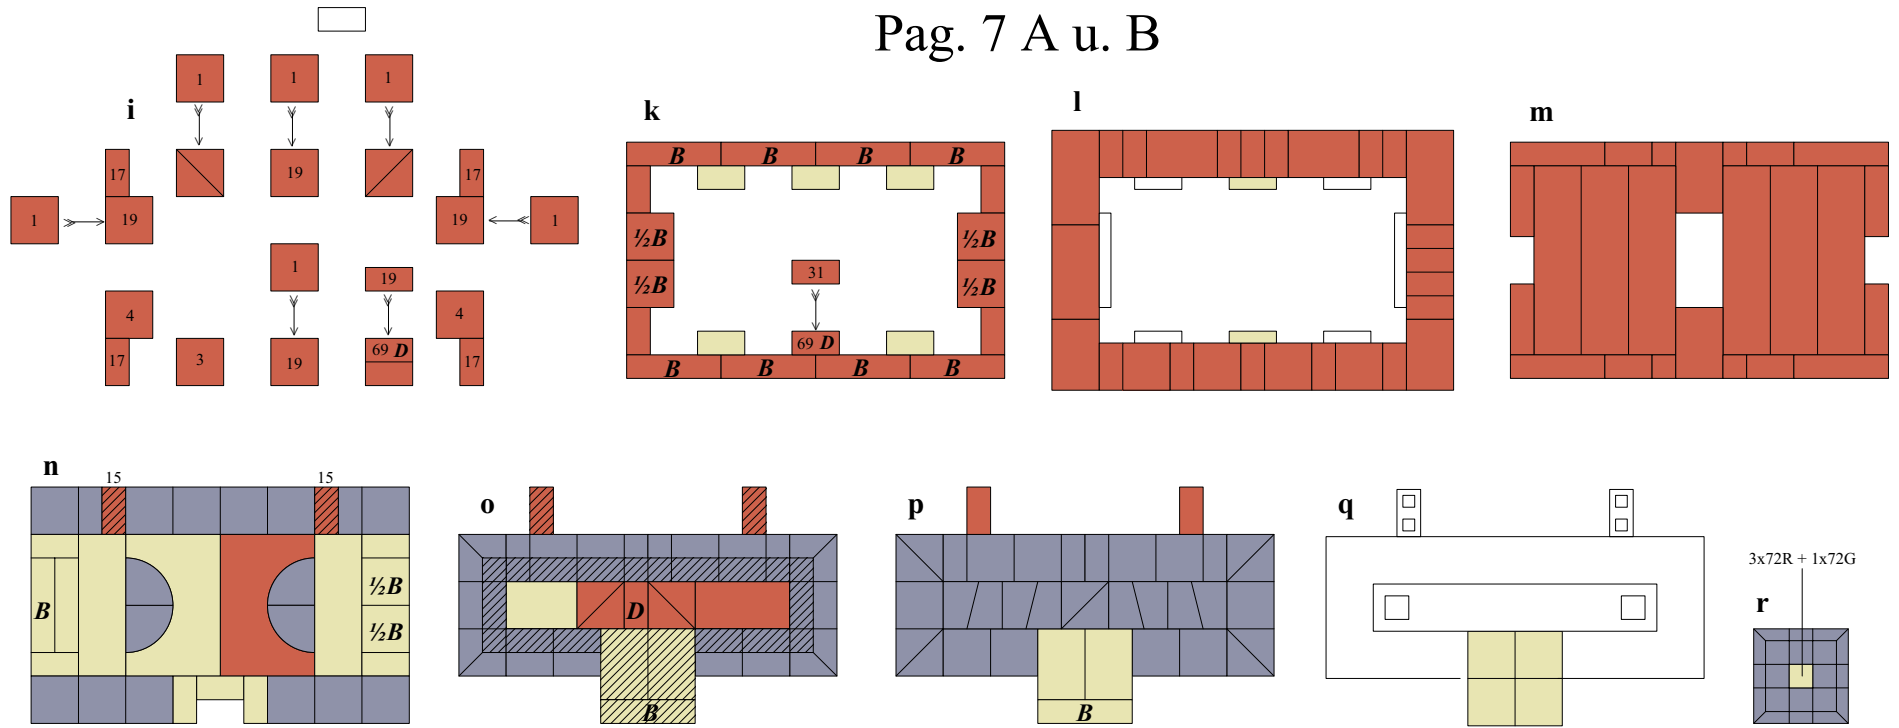 Pag. 7 A u. B
i
1 1 1
19
17 17
1 19 19 1
1 19
4 4
17 3 19 69 D 17
k
B B B B
½B ½B
½B ½B
31
69 D
B B B B
l
m
n
15 15
B ½B
½B
o
D
B
p
B
q
3x72R + 1x72G
r